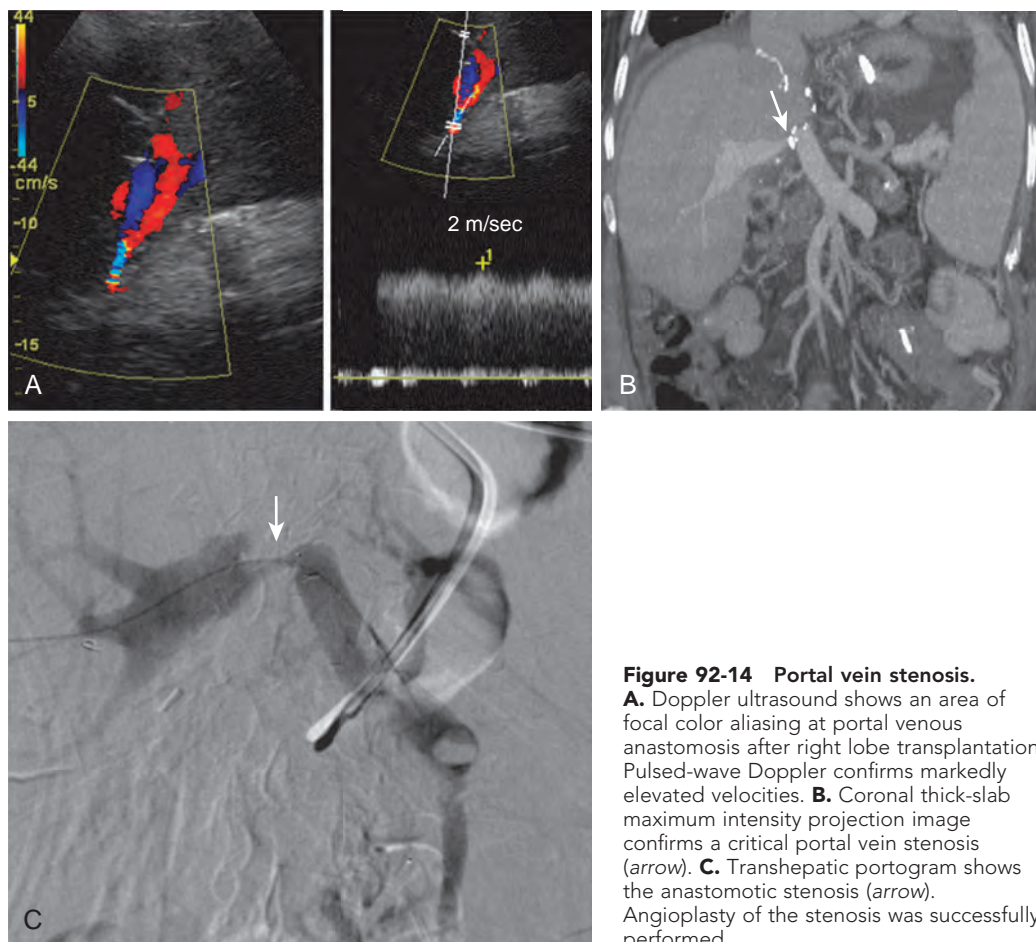 44
5
-44
cm/s
-10
-15
A
2 m/sec
1
B
C
Figure 92-14 Portal vein stenosis.
A. Doppler ultrasound shows an area of
focal color aliasing at portal venous
anastomosis after right lobe transplantation
Pulsed-wave Doppler confirms markedly
elevated velocities. B. Coronal thick-slab
maximum intensity projection image
confirms a critical portal vein stenosis
(arrow). C. Transhepatic portogram shows
the anastomotic stenosis (arrow).
Angioplasty of the stenosis was successfully
performed